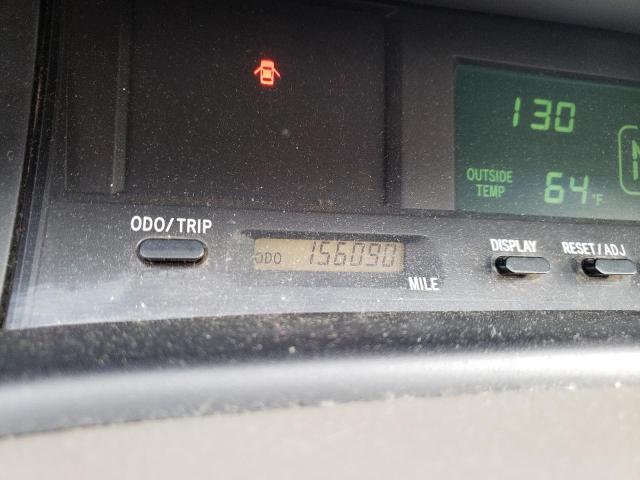 130
OUTSIDE
TEMP
64°F
N
ODO/TRIP
ODO 156090
MILE
DISPLAY
RESET/ADJ